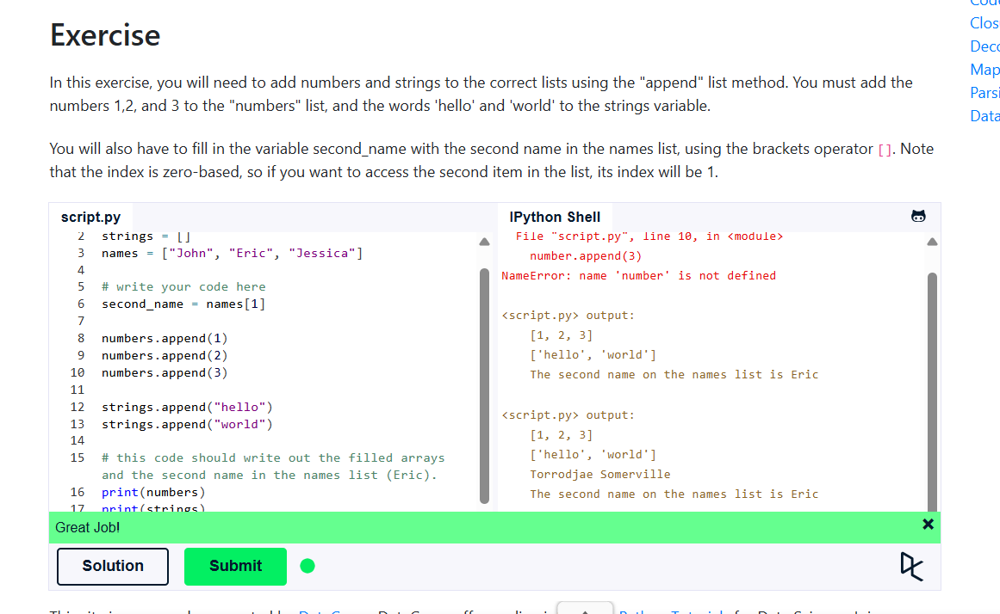 Exercise
Clos
Deco
Map
Parsi
Data
In this exercise, you will need to add numbers and strings to the correct lists using the "append" list method. You must add the
numbers 1,2, and 3 to the "numbers" list, and the words 'hello' and 'world' to the strings variable.
You will also have to fill in the variable second_name with the second name in the names list, using the brackets operator []. Note
that the index is zero-based, so if you want to access the second item in the list, its index will be 1.
script.py
2 strings = []
3 names = ["John", "Eric", "Jessica"]
4
5 # write your code here
6 second_name = names[1]
7
8 numbers.append(1)
9 numbers.append(2)
10 numbers.append(3)
11
12 strings.append("hello")
13 strings.append("world")
14
15 # this code should write out the filled arrays
and the second name in the names list (Eric).
16 print(numbers)
17 print(strings)
IPython Shell
File "script.py", line 10, in <module>
number.append(3)
NameError: name 'number' is not defined
<script.py> output:
[1, 2, 3]
['hello', 'world']
The second name on the names list is Eric
<script.py> output:
[1, 2, 3]
['hello', 'world']
Torrodjae Somerville
The second name on the names list is Eric
Great Job!
Solution
Submit